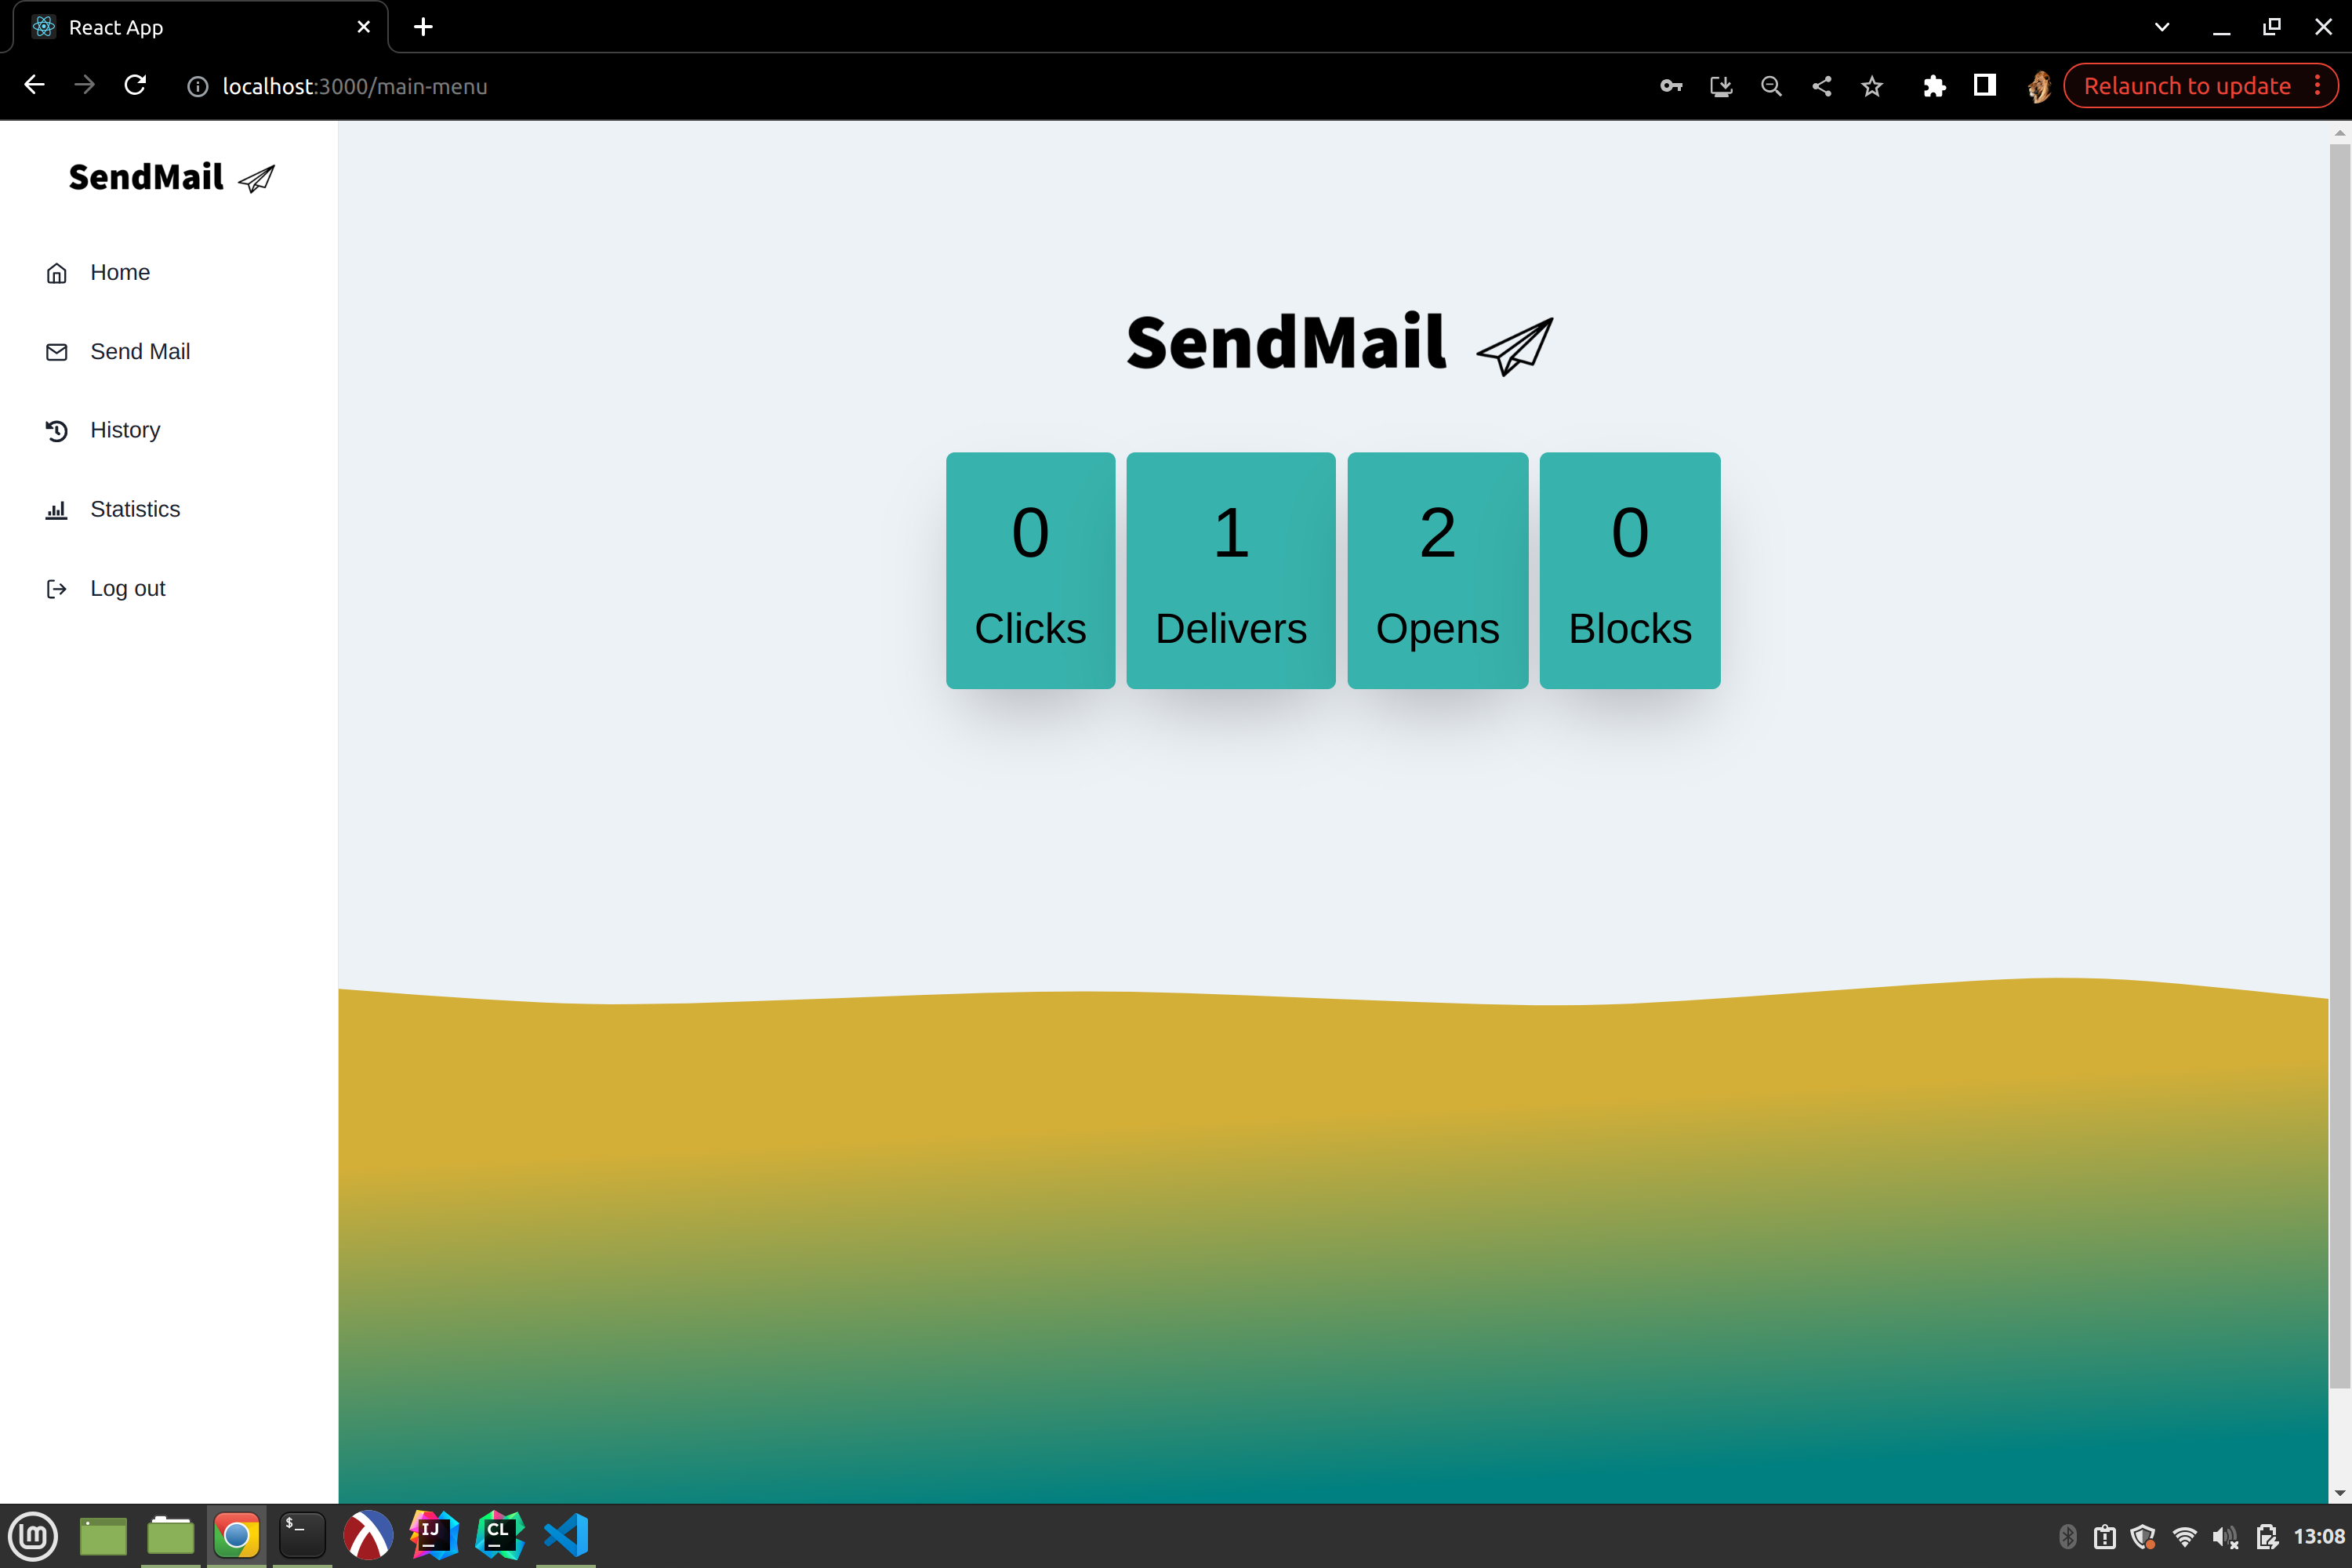 React App
localhost:3000/main-menu
Relaunch to update
SendMail
Home
Send Mail
History
Statistics
Log out
SendMail
0 1 2 0
Clicks Delivers Opens Blocks
$_ IJ CL 13:08